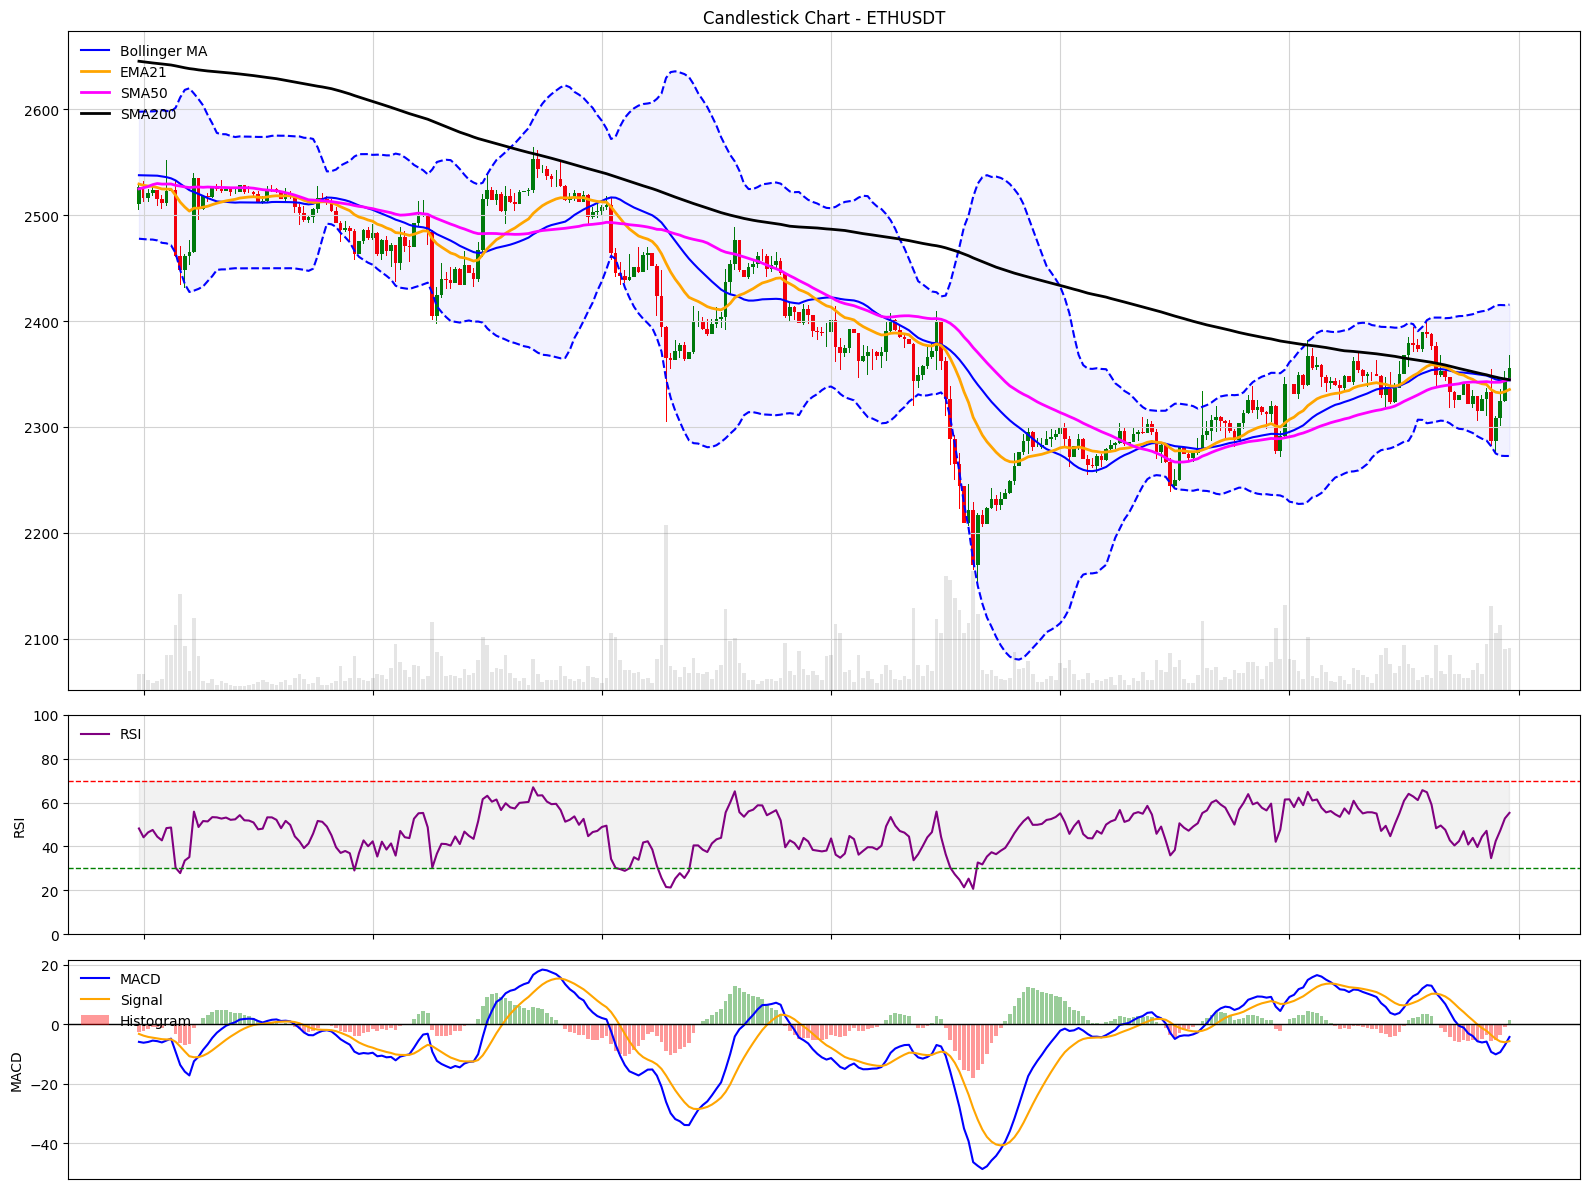 Candlestick Chart - ETHUSDT
Bollinger MA
EMA21
SMA50
SMA200
2600
2500
2400
2300
2200
2100
RSI
100
80
60
40
20
0
RSI
MACD
Signal
Histogram
20
0
−20
−40
MACD